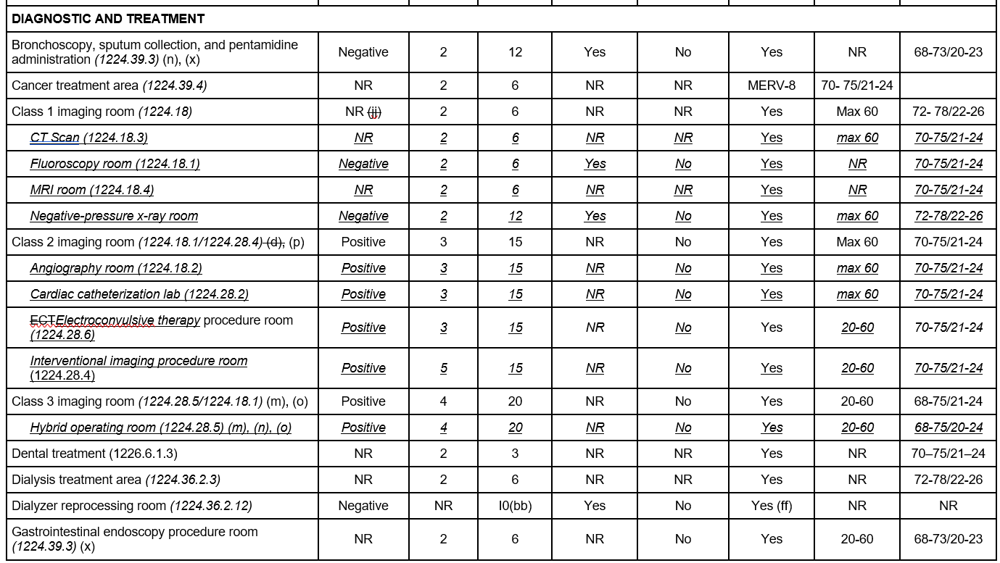 DIAGNOSTIC AND TREATMENT
Bronchoscopy, sputum collection, and pentamidine
administration (1224.39.3) (n), (x) Negative 2 12 Yes No Yes NR 68-73/20-23
Cancer treatment area (1224.39.4) NR 2 6 NR NR MERV-8 70- 75/21-24
Class 1 imaging room (1224.18) NR (jj) 2 6 NR NR Yes Max 60 72- 78/22-26
CT Scan (1224.18.3) NR 2 6 NR NR Yes max 60 70-75/21-24
Fluoroscopy room (1224.18.1) Negative 2 6 Yes No Yes NR 70-75/21-24
MRI room (1224.18.4) NR 2 6 NR NR Yes NR 70-75/21-24
Negative-pressure x-ray room Negative 2 12 Yes No Yes max 60 72-78/22-26
Class 2 imaging room (1224.18.1/1224.28.4) (d), (p) Positive 3 15 NR No Yes Max 60 70-75/21-24
Angiography room (1224.18.2) Positive 3 15 NR No Yes max 60 70-75/21-24
Cardiac catheterization lab (1224.28.2) Positive 3 15 NR No Yes max 60 70-75/21-24
ECTElectroconvulsive therapy procedure room
(1224.28.6) Positive 3 15 NR No Yes 20-60 70-75/21-24
Interventional imaging procedure room
(1224.28.4) Positive 5 15 NR No Yes 20-60 70-75/21-24
Class 3 imaging room (1224.28.5/1224.18.1) (m), (o) Positive 4 20 NR No Yes 20-60 68-75/21-24
Hybrid operating room (1224.28.5) (m), (n), (o) Positive 4 20 NR No Yes 20-60 68-75/20-24
Dental treatment (1226.6.1.3) NR 2 3 NR NR Yes NR 70–75/21–24
Dialysis treatment area (1224.36.2.3) NR 2 6 NR NR Yes NR 72-78/22-26
Dialyzer reprocessing room (1224.36.2.12) Negative NR I0(bb) Yes No Yes (ff) NR NR
Gastrointestinal endoscopy procedure room
(1224.39.3) (x) NR 2 6 NR No Yes 20-60 68-73/20-23